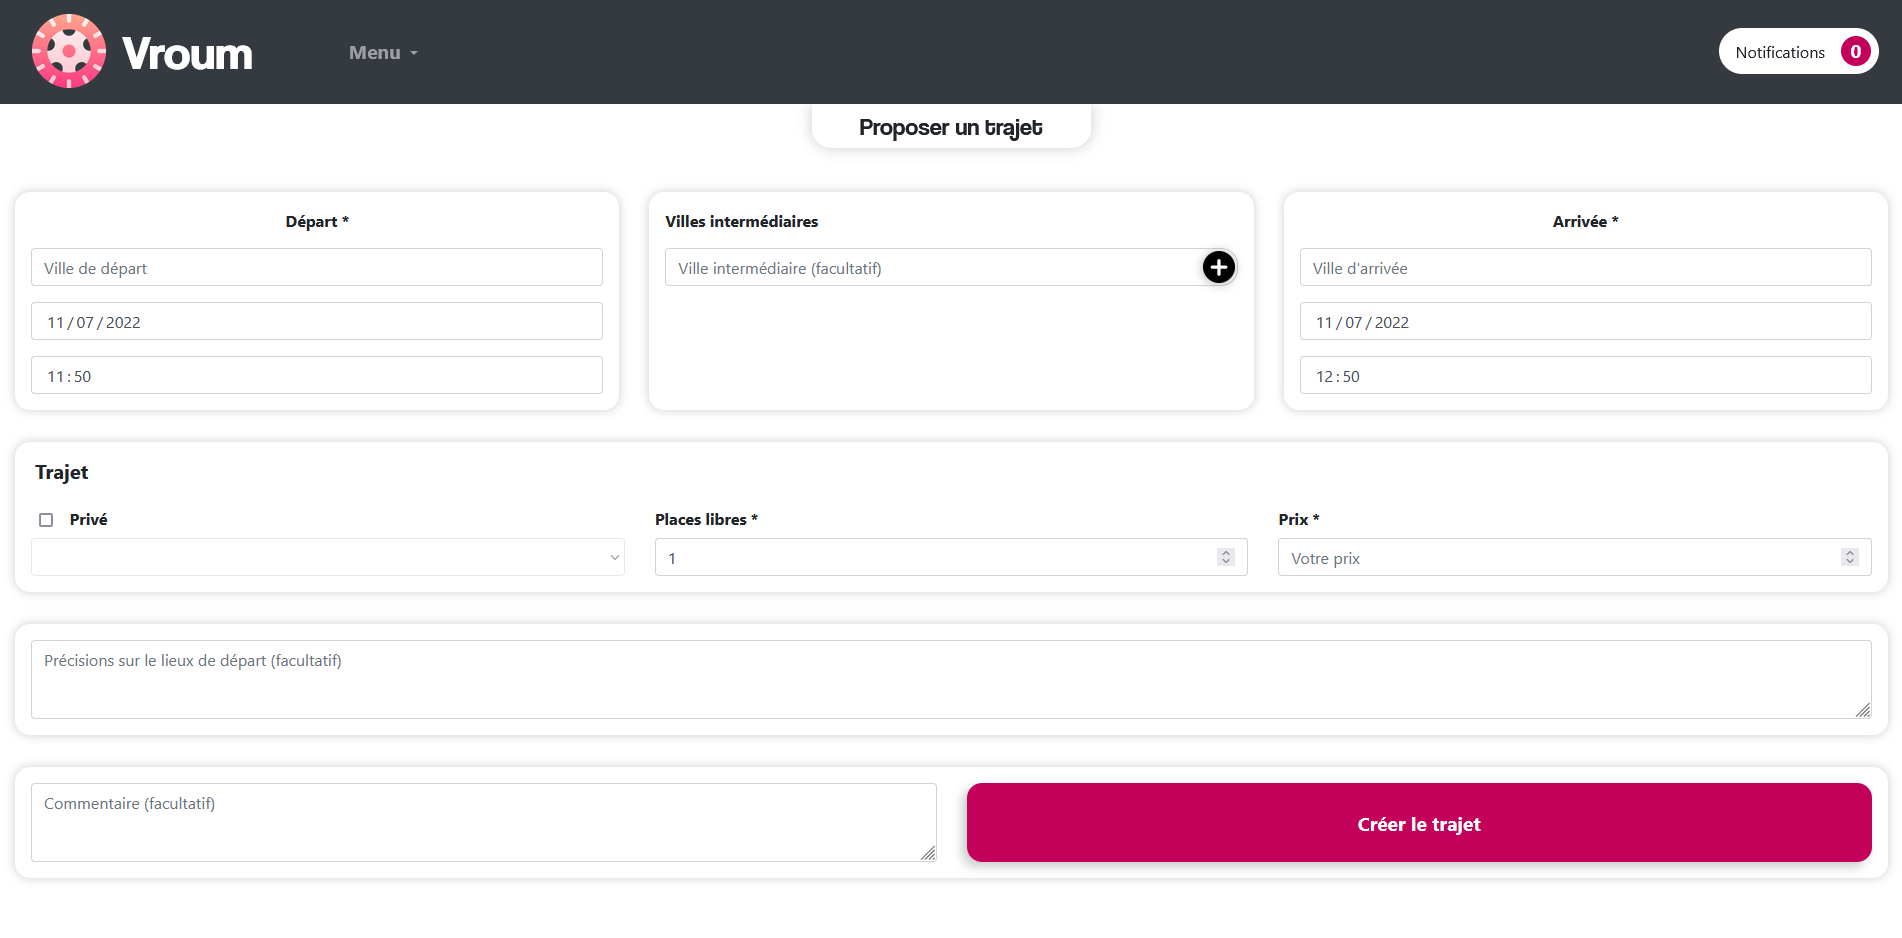 Vroum
Menu
Notifications 0
Proposer un trajet
Départ *
Ville de départ
11/07/2022
11:50
Villes intermédiaires
Ville intermédiaire (facultatif)
Arrivée *
Ville d'arrivée
11/07/2022
12:50
Trajet
Privé
Places libres *
1
Prix *
Votre prix
Précisions sur le lieux de départ (facultatif)
Commentaire (facultatif)
Créer le trajet